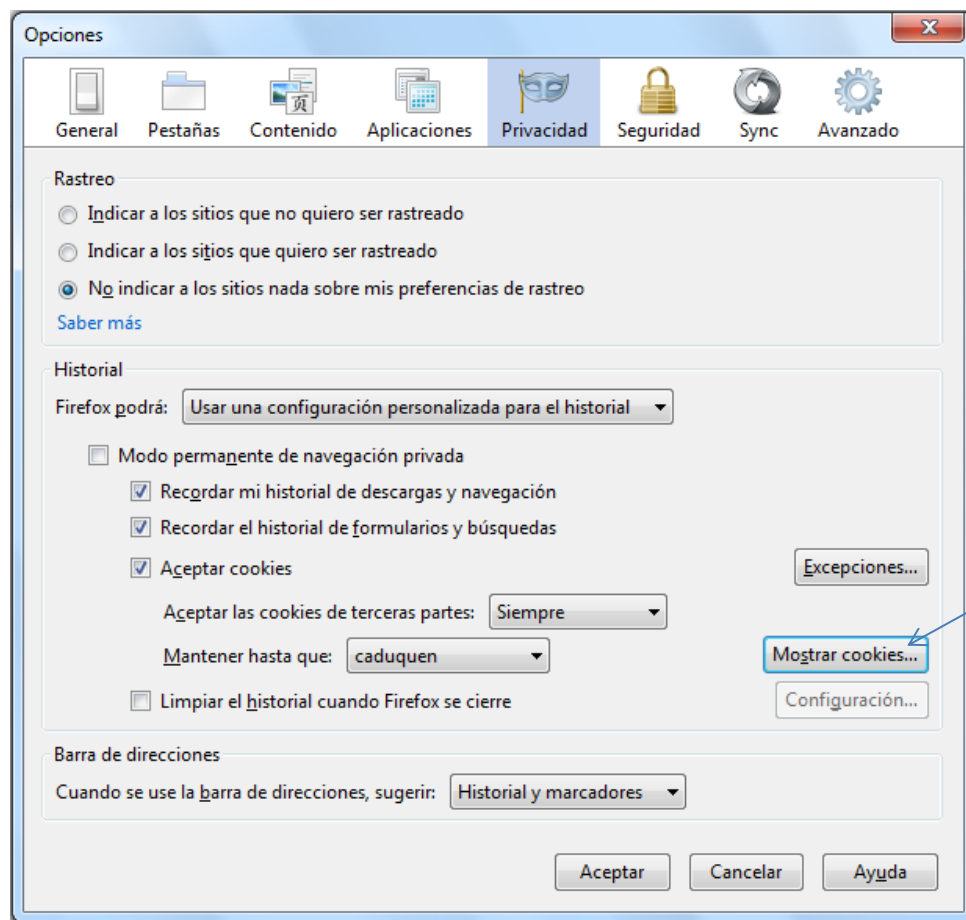 Opciones
x
页
General Pestañas Contenido Aplicaciones Privacidad Seguridad Sync Avanzado
Rastreo
Indicar a los sitios que no quiero ser rastreado
Indicar a los sitios que quiero ser rastreado
No indicar a los sitios nada sobre mis preferencias de rastreo
Saber más
Historial
Firefox podrá: Usar una configuración personalizada para el historial
Modo permanente de navegación privada
Recordar mi historial de descargas y navegación
Recordar el historial de formularios y búsquedas
Aceptar cookies Excepciones...
Aceptar las cookies de terceras partes: Siempre
Mantener hasta que: caduquen Mostrar cookies...
Limpiar el historial cuando Firefox se cierre Configuración...
Barra de direcciones
Cuando se use la barra de direcciones, sugerir: Historial y marcadores
Aceptar Cancelar Ayuda